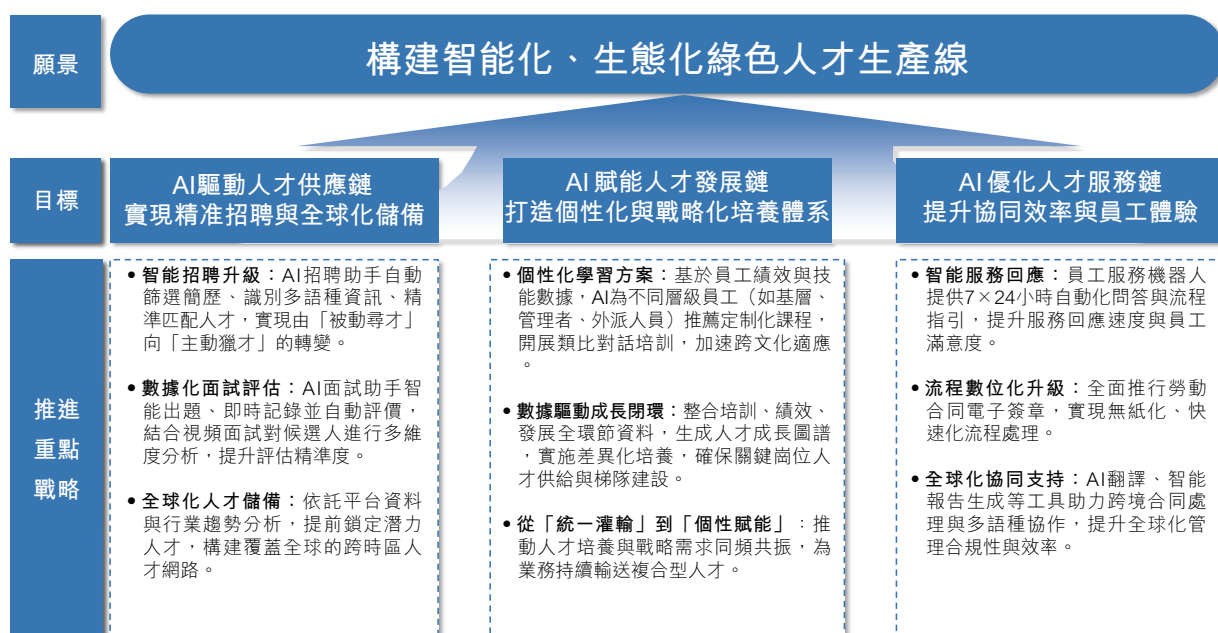 願景
構建智能化、生態化綠色人才生產線
目標
AI驅動人才供應鏈
實現精准招聘與全球化儲備
AI 賦能人才發展鏈
打造個性化與戰略化培養體系
AI 優化人才服務鏈
提升協同效率與員工體驗
推進
重點
戰略
• 智能招聘升級：AI招聘助手自動
篩選簡歷、識別多語種資訊、精
準匹配人才，實現由「被動尋才」
向「主動獵才」的轉變。
• 數據化面試評估：AI面試助手智
能出題、即時記錄並自動評價，
結合視頻面試對候選人進行多維
度分析，提升評估精準度。
• 全球化人才儲備：依託平台資料
與行業趨勢分析，提前鎖定潛力
人才，構建覆蓋全球的跨時區人
才網路。
• 個性化學習方案：基於員工績效與技
能數據，AI為不同層級員工（如基層、
管理者、外派人員）推薦定制化課程，
開展類比對話培訓，加速跨文化適應
。
• 數據驅動成長閉環：整合培訓、績效、
發展全環節資料，生成人才成長圖譜
，實施差異化培養，確保關鍵崗位人
才供給與梯隊建設。
• 從「統一灌輸」到「個性賦能」：推
動人才培養與戰略需求同頻共振，為
業務持續輸送複合型人才。
• 智能服務回應：員工服務機器人
提供7×24小時自動化問答與流程
指引，提升服務回應速度與員工
滿意度。
• 流程數位化升級：全面推行勞動
合同電子簽章，實現無紙化、快
速化流程處理。
• 全球化協同支持：AI翻譯、智能
報告生成等工具助力跨境合同處
理與多語種協作，提升全球化管
理合規性與效率。